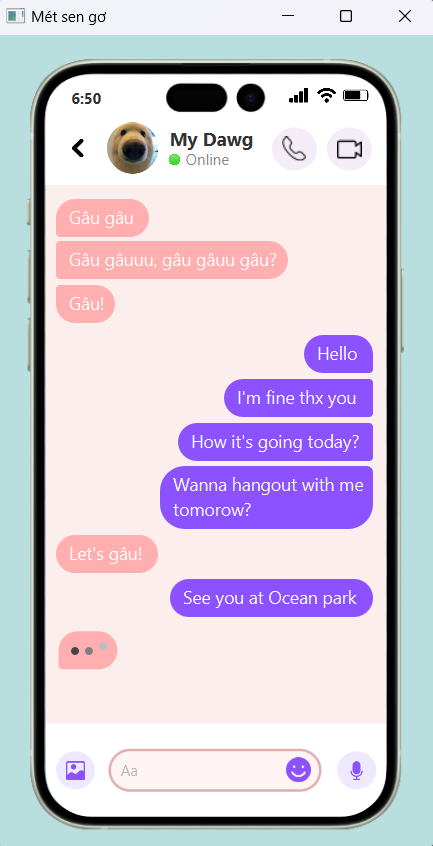 Mét sen gơ
6:50
My Dawg
Online
Gâu gâu
Gâu gâuuu, gâu gâuu gâu?
Gâu!
Hello
I'm fine thx you
How it's going today?
Wanna hangout with me
tomorow?
Let's gâu!
See you at Ocean park
Aa